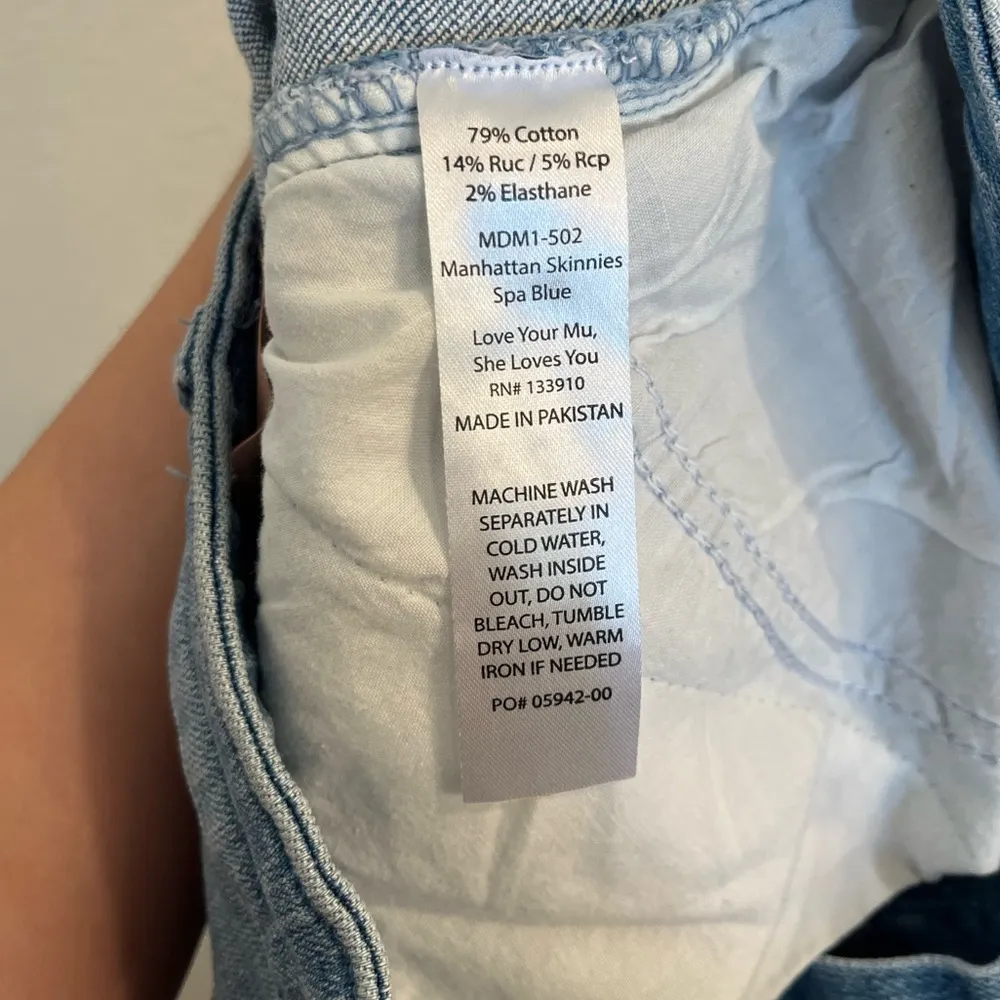 79% Cotton
14% Ruc / 5% Rcp
2% Elasthane
MDM1-502
Manhattan Skinnies
Spa Blue
Love Your Mu,
She Loves You
RN# 133910
MADE IN PAKISTAN
MACHINE WASH
SEPARATELY IN
COLD WATER,
WASH INSIDE
OUT, DO NOT
BLEACH, TUMBLE
DRY LOW, WARM
IRON IF NEEDED
PO# 05942-00